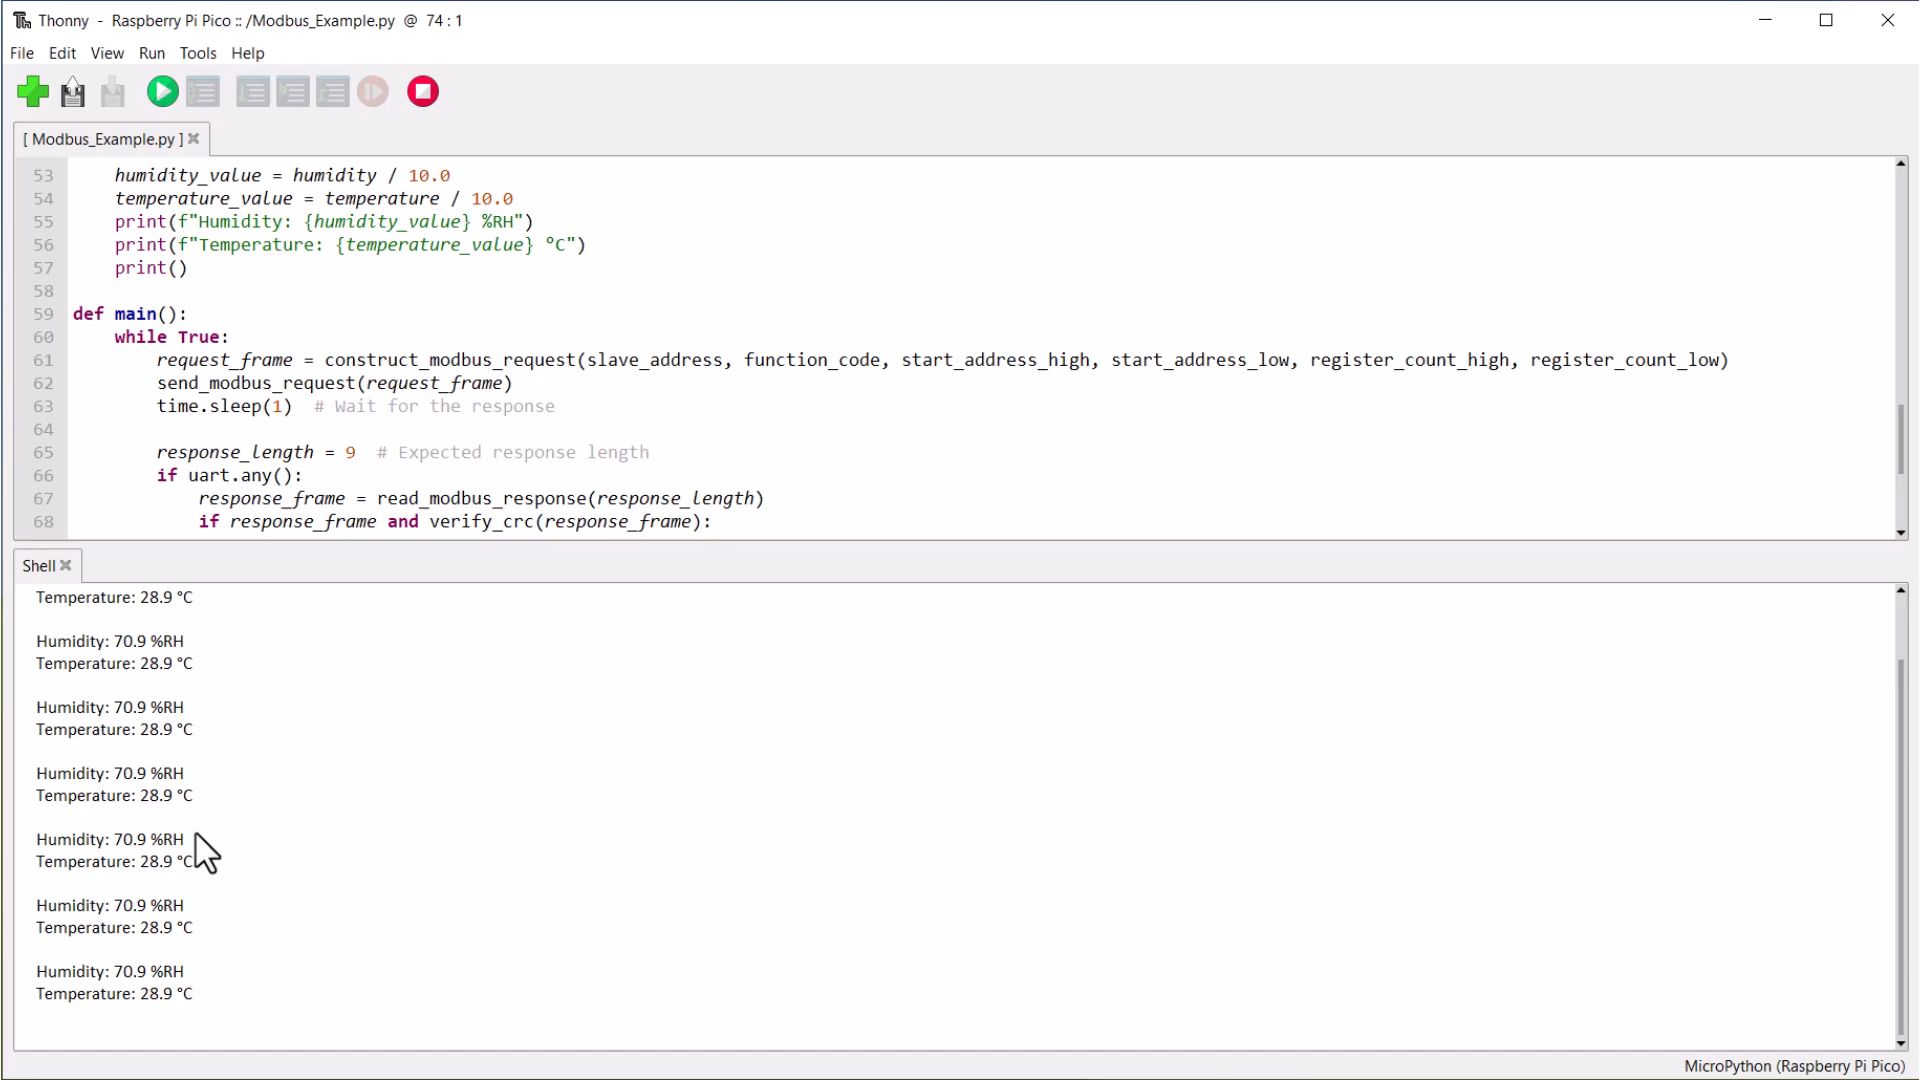 Thonny - Raspberry Pi Pico :: /Modbus_Example.py @ 74 : 1
File Edit View Run Tools Help
[ Modbus_Example.py ]
53 humidity_value = humidity / 10.0
54 temperature_value = temperature / 10.0
55 print(f"Humidity: {humidity_value} %RH")
56 print(f"Temperature: {temperature_value} °C")
57 print()
58
59 def main():
60 while True:
61 request_frame = construct_modbus_request(slave_address, function_code, start_address_high, start_address_low, register_count_high, register_count_low)
62 send_modbus_request(request_frame)
63 time.sleep(1) # Wait for the response
64
65 response_length = 9 # Expected response length
66 if uart.any():
67 response_frame = read_modbus_response(response_length)
68 if response_frame and verify_crc(response_frame):
Shell
Temperature: 28.9 °C
Humidity: 70.9 %RH
Temperature: 28.9 °C
Humidity: 70.9 %RH
Temperature: 28.9 °C
Humidity: 70.9 %RH
Temperature: 28.9 °C
Humidity: 70.9 %RH
Temperature: 28.9 °C
Humidity: 70.9 %RH
Temperature: 28.9 °C
Humidity: 70.9 %RH
Temperature: 28.9 °C
MicroPython (Raspberry Pi Pico)